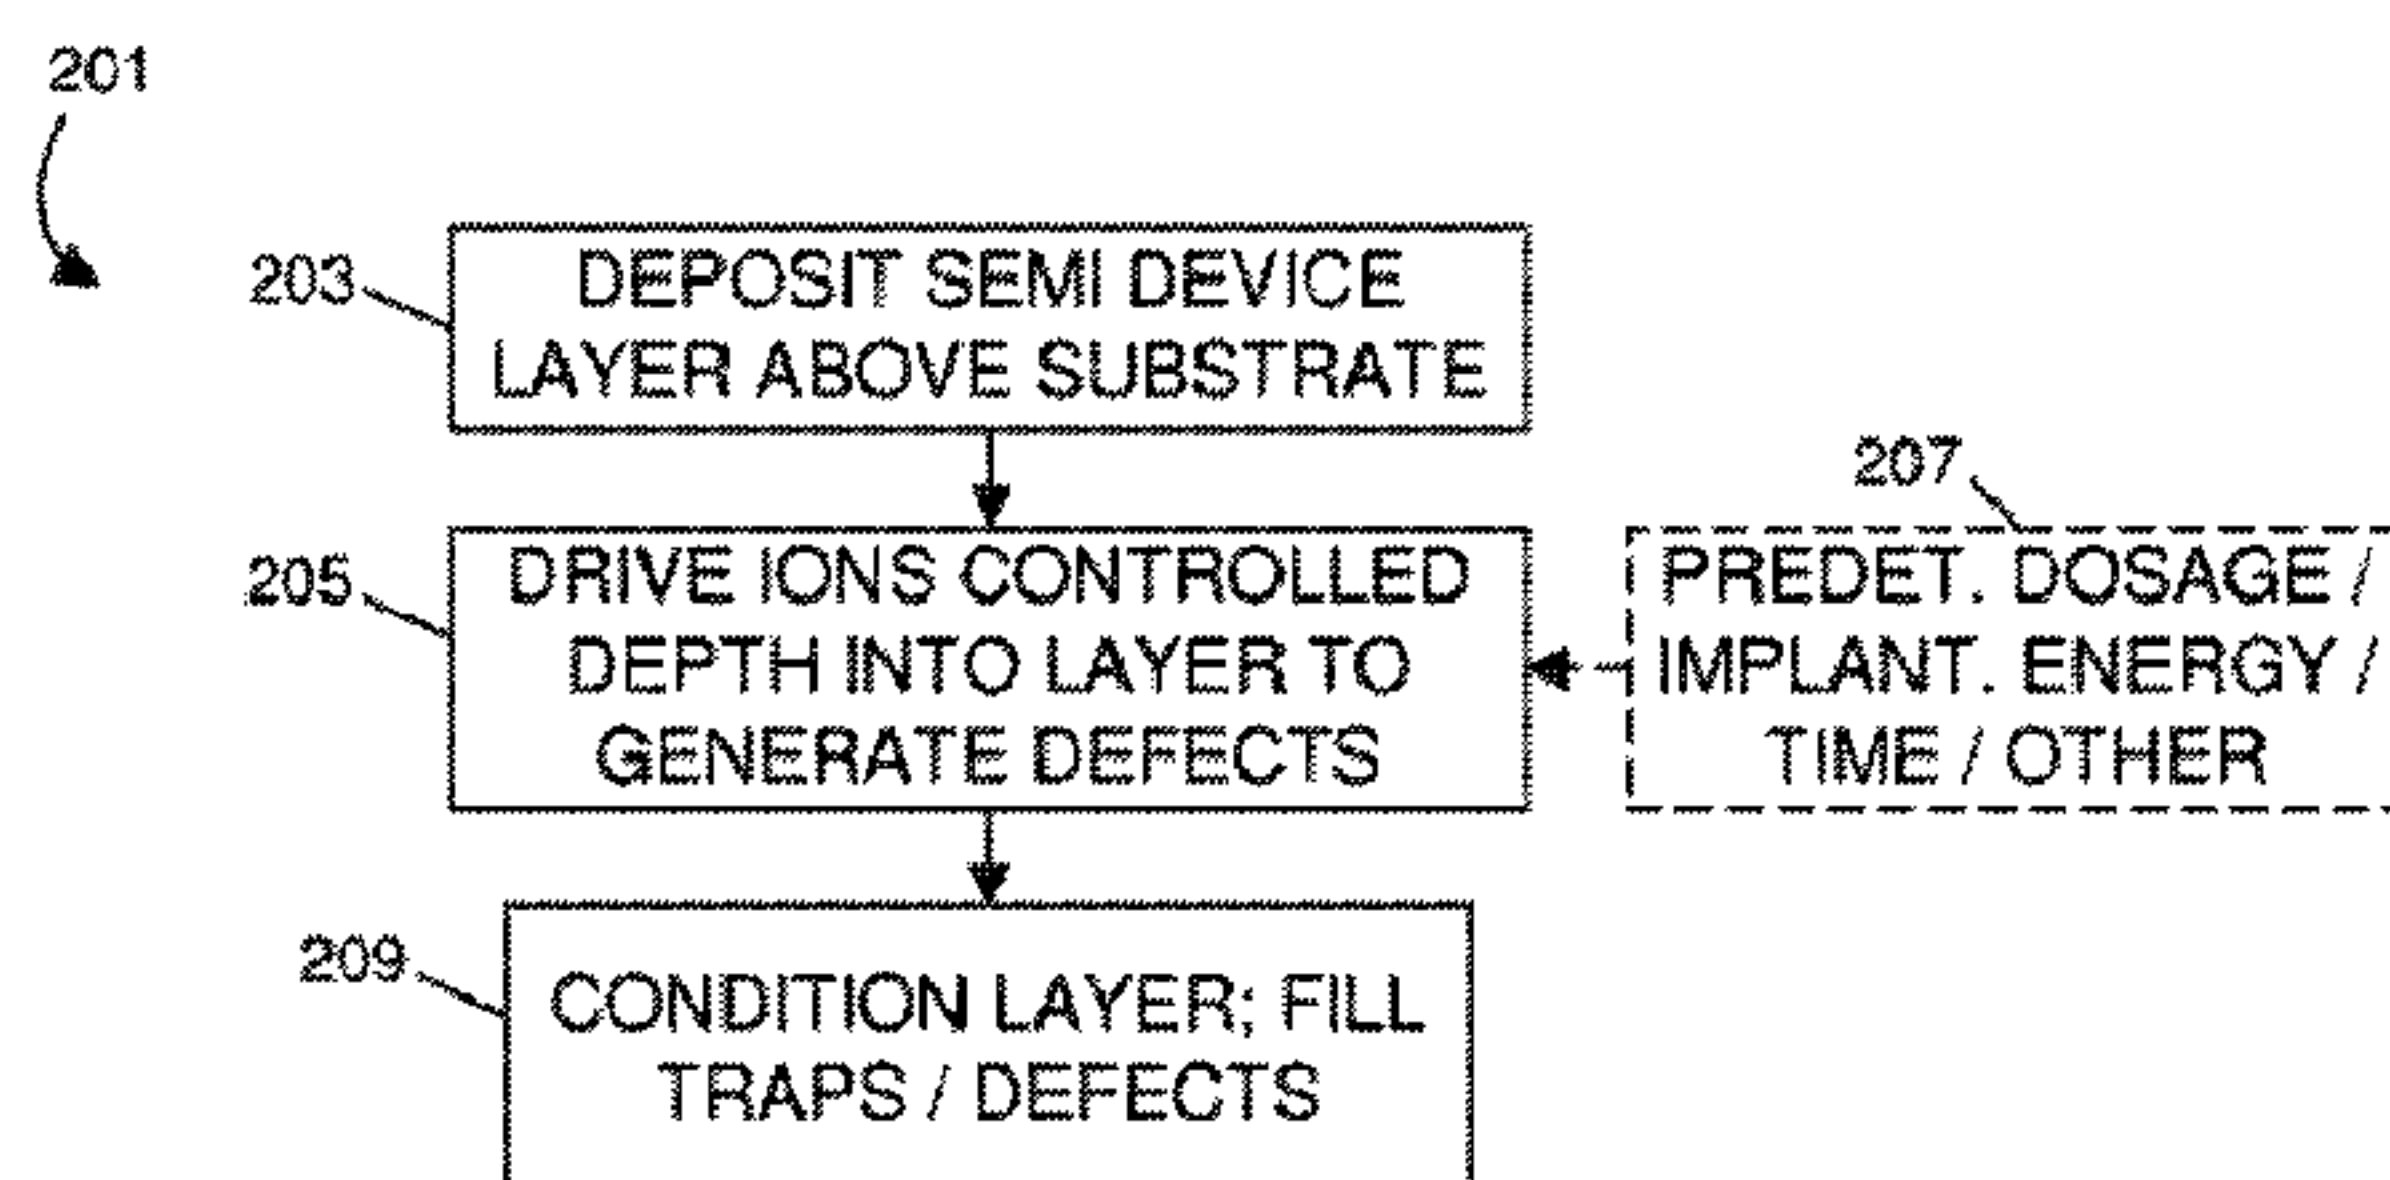 201
203
DEPOSIT SEMI DEVICE
LAYER ABOVE SUBSTRATE
207
205
DRIVE IONS CONTROLLED
DEPTH INTO LAYER TO
GENERATE DEFECTS
PREDET. DOSAGE /
IMPLANT. ENERGY /
TIME / OTHER
209
CONDITION LAYER; FILL
TRAPS / DEFECTS